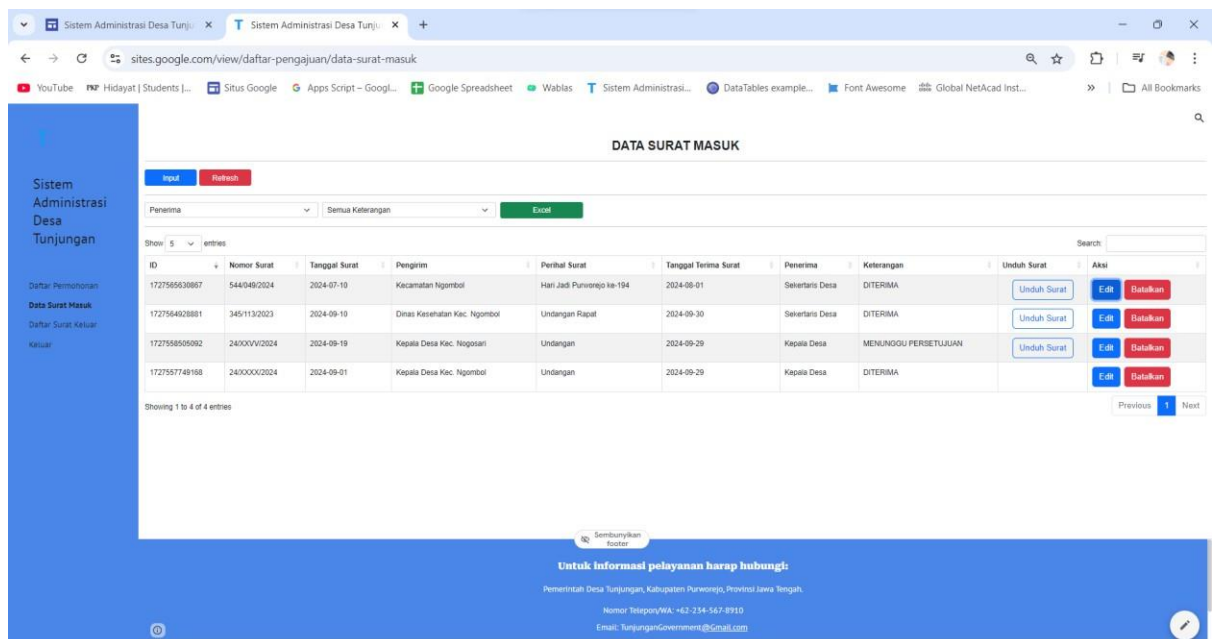 Sistem Administrasi Desa Tunju
Sistem Administrasi Desa Tunju
sites.google.com/view/daftar-pengajuan/data-surat-masuk
YouTube
Hidayat | Students |...
Situs Google
Apps Script – Googl...
Google Spreadsheet
Wablas
Sistem Administrasi...
DataTables example...
Font Awesome
Global NetAcad Inst...
All Bookmarks
Sistem
Administrasi
Desa
Tunjungan
Daftar Permohonan
Data Surat Masuk
Daftar Surat Keluar
Keluar
DATA SURAT MASUK
Input Refresh
Penerima Semua Keterangan Excel
Show 5 entries Search:
ID Nomor Surat Tanggal Surat Pengirim Perihal Surat Tanggal Terima Surat Penerima Keterangan Unduh Surat Aksi
1727565630867 544/049/2024 2024-07-10 Kecamatan Ngombol Hari Jadi Purworejo ke-194 2024-08-01 Sekertaris Desa DITERIMA Unduh Surat Edit Batalkan
1727564928881 345/113/2023 2024-09-10 Dinas Kesehatan Kec. Ngombol Undangan Rapat 2024-09-30 Sekertaris Desa DITERIMA Unduh Surat Edit Batalkan
1727558505092 24/XXVV/2024 2024-09-19 Kepala Desa Kec. Nogosari Undangan 2024-09-29 Kepala Desa MENUNGGU PERSETUJUAN Unduh Surat Edit Batalkan
1727557749168 2024-09-01 Kepala Desa Kec. Ngombol Undangan 2024-09-29 Kepala Desa DITERIMA Edit Batalkan
Showing 1 to 4 of 4 entries Previous 1 Next
Sembunyikan
footer
Untuk informasi pelayanan harap hubungi:
Pemerintah Desa Tunjungan, Kabupaten Purworejo, Provinsi Jawa Tengah.
Nomor Telepon/WA: +62-234-567-8910
Email: TunjunganGovernment@Gmail.com